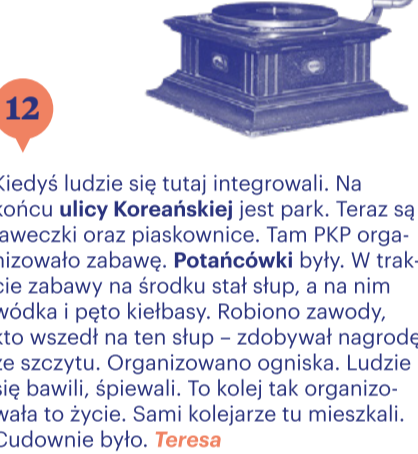 12
Kiedyś ludzie się tutaj integrowali. Na
końcu ulicy Koreańskiej jest park. Teraz są
ławeczki oraz piaskownice. Tam PKP orga-
nizowało zabawę. Potańcówki były. W trak-
cie zabawy na środku stał słup, a na nim
wódka i pęto kiełbasy. Robiono zawody,
kto wszedł na ten słup – zdobywał nagrodę
ze szczytu. Organizowano ogniska. Ludzie
się bawili, śpiewali. To kolej tak organizo-
wała to życie. Sami kolejarze tu mieszkali.
Cudownie było. Teresa